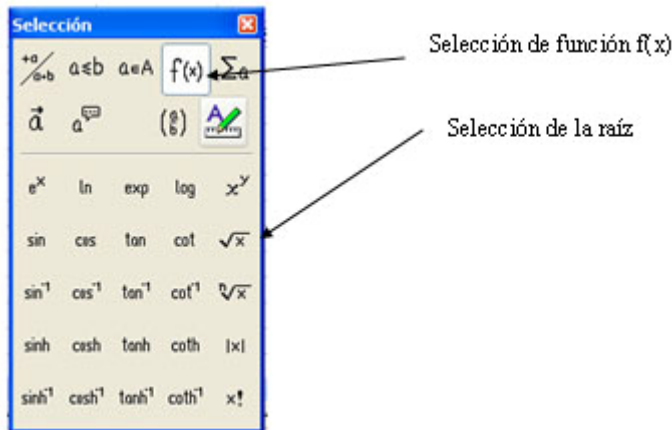 Selección
+a/a+b a≤b a∈A f(x) Σa
Selección de función f(x)
a⃗ a (a b) A
Selección de la raíz
eˣ ln exp log xʸ
sin cos tan cot √x
sin⁻¹ cos⁻¹ tan⁻¹ cot⁻¹ ⁿ√x
sinh cosh tanh coth |x|
sinh⁻¹ cosh⁻¹ tanh⁻¹ coth⁻¹ x!